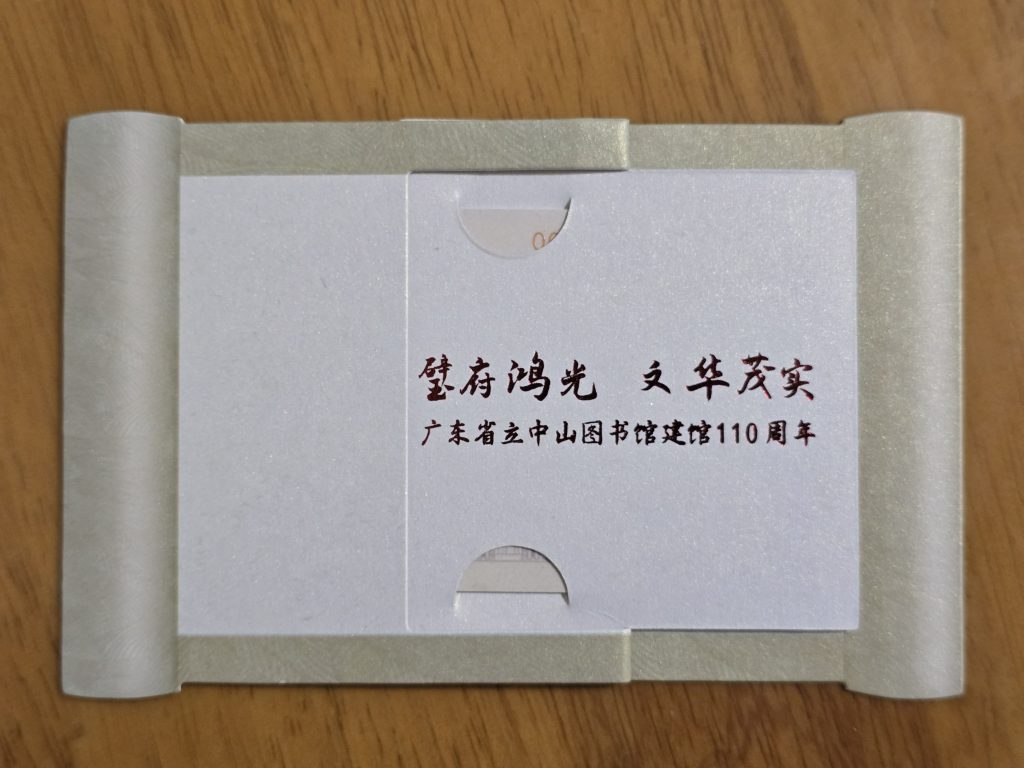 璧府鸿光 文华茂实
广东省立中山图书馆建馆110周年